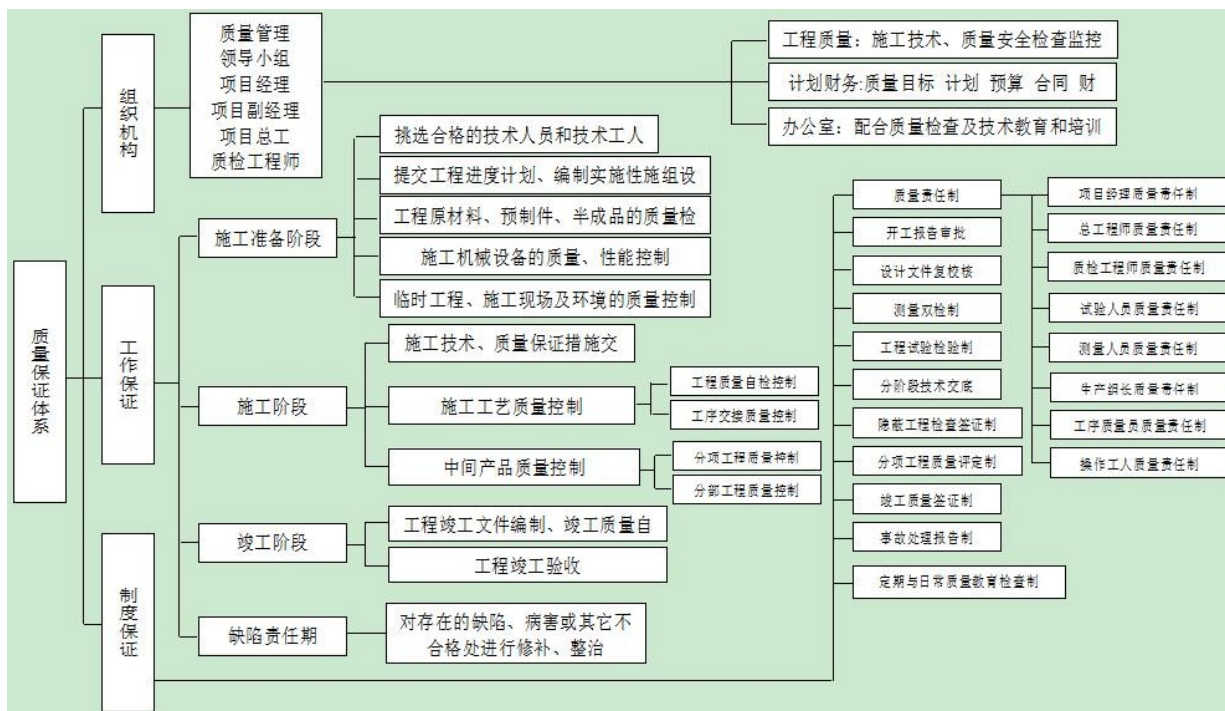 质量保证体系
组织机构
质量管理
领导小组
项目经理
项目副经理
项目总工
质检工程师
工程质量：施工技术、质量安全检查监控
计划财务:质量目标 计划 预算 合同 财
办公室：配合质量检查及技术教育和培训
工作保证
施工准备阶段
挑选合格的技术人员和技术工人
提交工程进度计划、编制实施性施组设
工程原材料、预制件、半成品的质量检
施工机械设备的质量、性能控制
临时工程、施工现场及环境的质量控制
施工阶段
施工技术、质量保证措施交
施工工艺质量控制
工程质量自检控制
工序交接质量控制
中间产品质量控制
分项工程质量控制
分部工程质量控制
竣工阶段
工程竣工文件编制、竣工质量自
工程竣工验收
缺陷责任期
对存在的缺陷、病害或其它不
合格处进行修补、整治
制度保证
质量责任制
项目经理质量责任制
总工程师质量责任制
质检工程师质量责任制
试验人员质量责任制
测量人员质量责任制
生产组长质量责任制
工序质量员质量责任制
操作工人质量责任制
开工报告审批
设计文件复校核
测量双检制
工程试验检验制
分阶段技术交底
隐蔽工程检查签证制
分项工程质量评定制
竣工质量签证制
事故处理报告制
定期与日常质量教育检查制